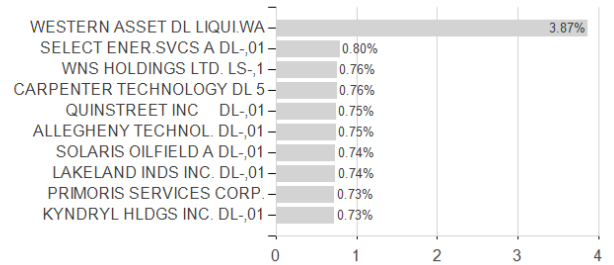 WESTERN ASSET DL LIQUI.WA 3.87%
SELECT ENER.SVCS A DL-,01 0.80%
WNS HOLDINGS LTD. LS-,1 0.76%
CARPENTER TECHNOLOGY DL 5 0.76%
QUINSTREET INC DL-,01 0.75%
ALLEGHENY TECHNOL. DL-,01 0.75%
SOLARIS OILFIELD A DL-,01 0.74%
LAKELAND INDS INC. DL-,01 0.74%
PRIMORIS SERVICES CORP. 0.73%
KYNDRYL HLDGS INC. DL-,01 0.73%
0 1 2 3 4